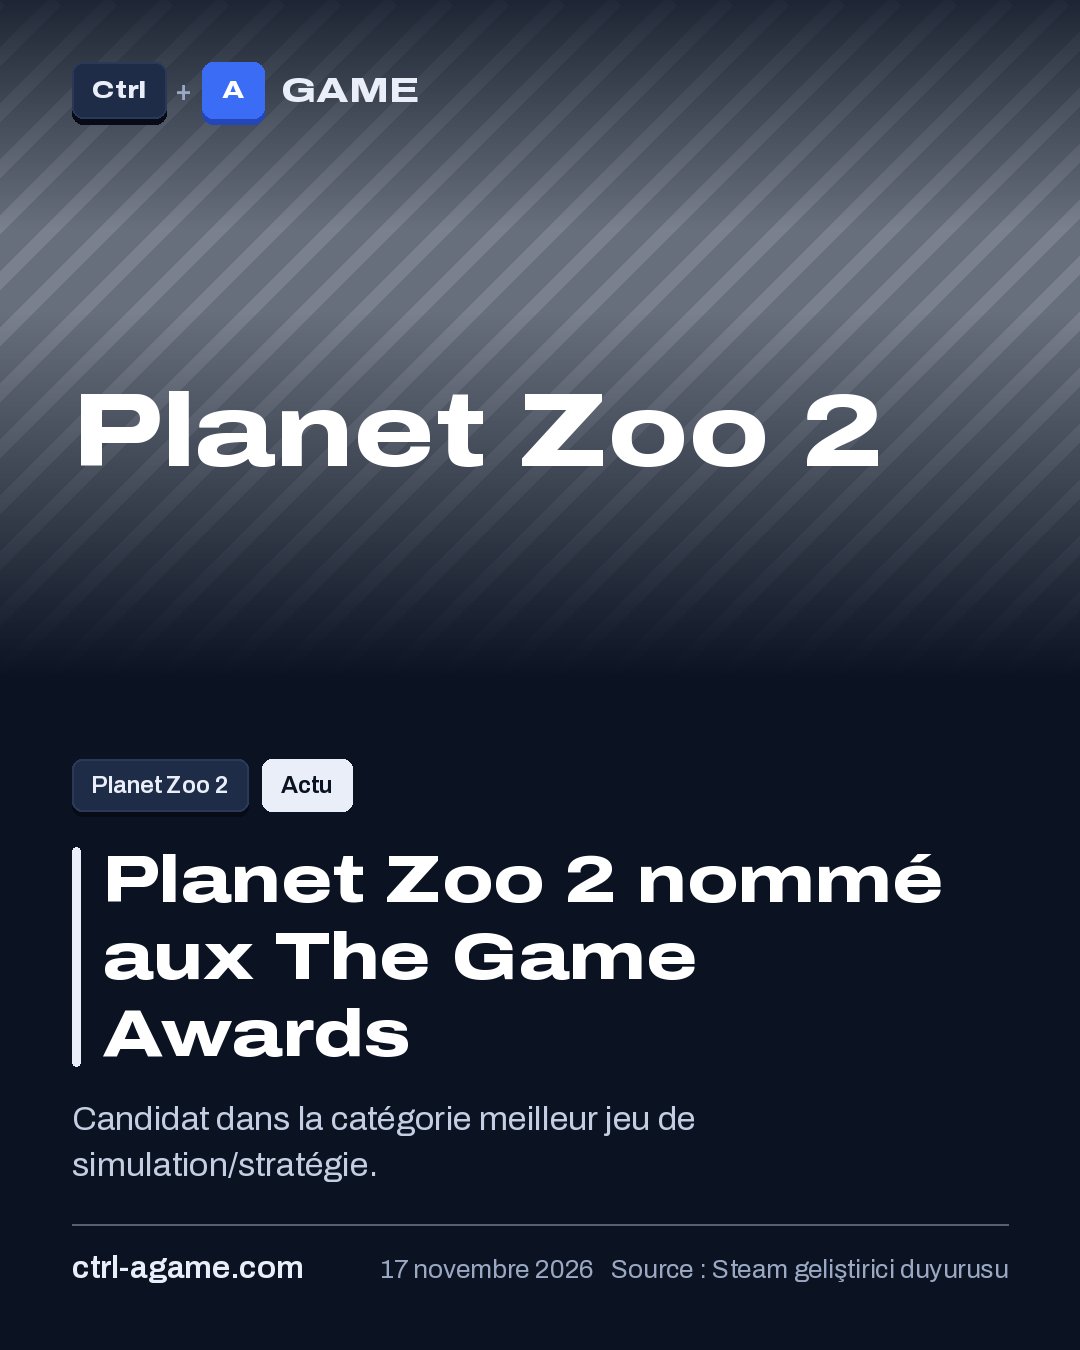 Ctrl + A GAME
Planet Zoo 2
Planet Zoo 2 Actu
Planet Zoo 2 nommé
aux The Game
Awards
Candidat dans la catégorie meilleur jeu de
simulation/stratégie.
ctrl-agame.com 17 novembre 2026 Source : Steam geliştirici duyurusu